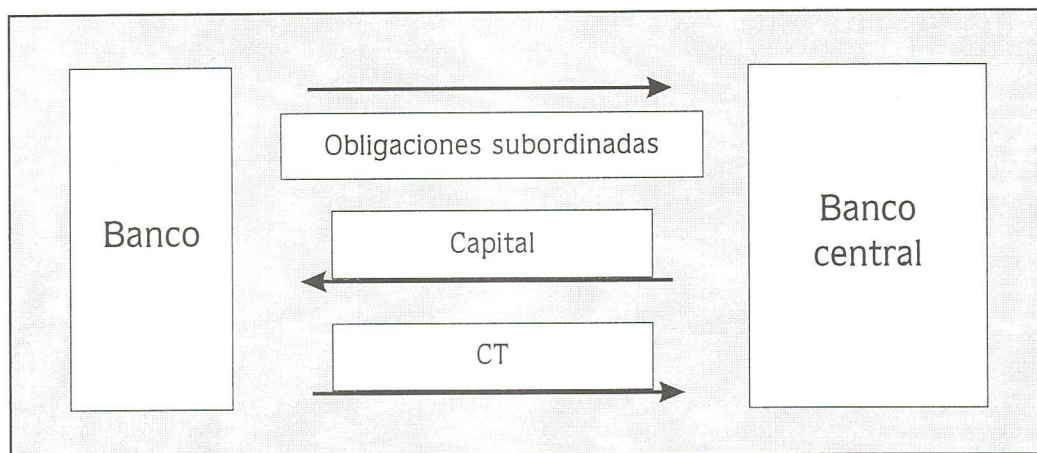 Banco
Obligaciones subordinadas
Capital
CT
Banco
central